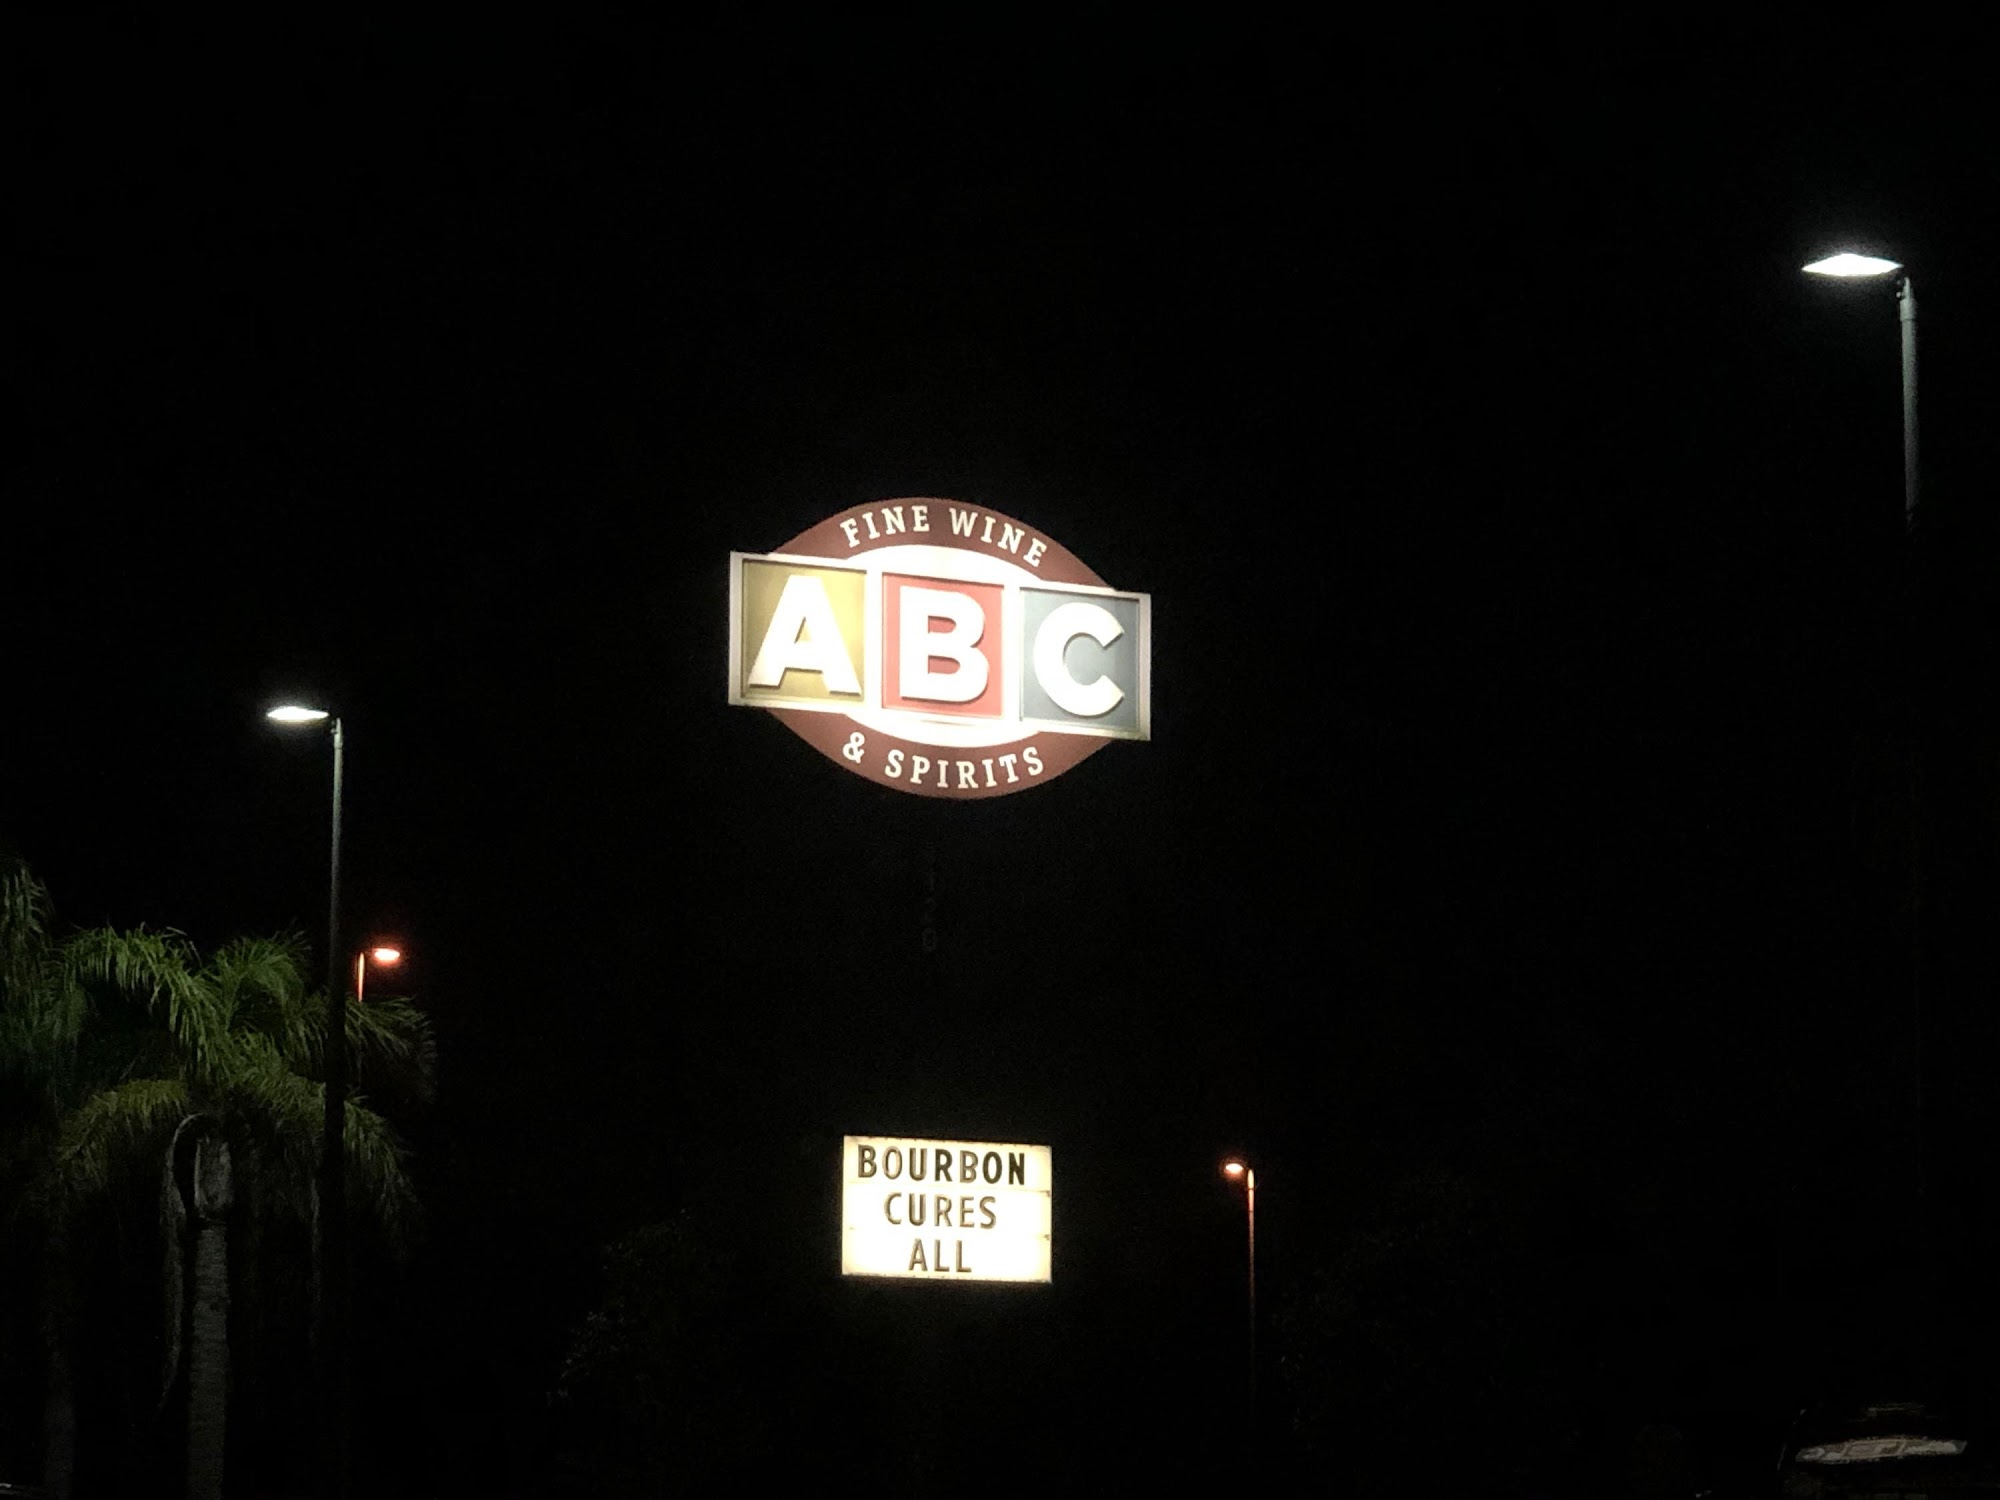 FINE WINE
ABC
& SPIRITS
BOURBON
CURES
ALL